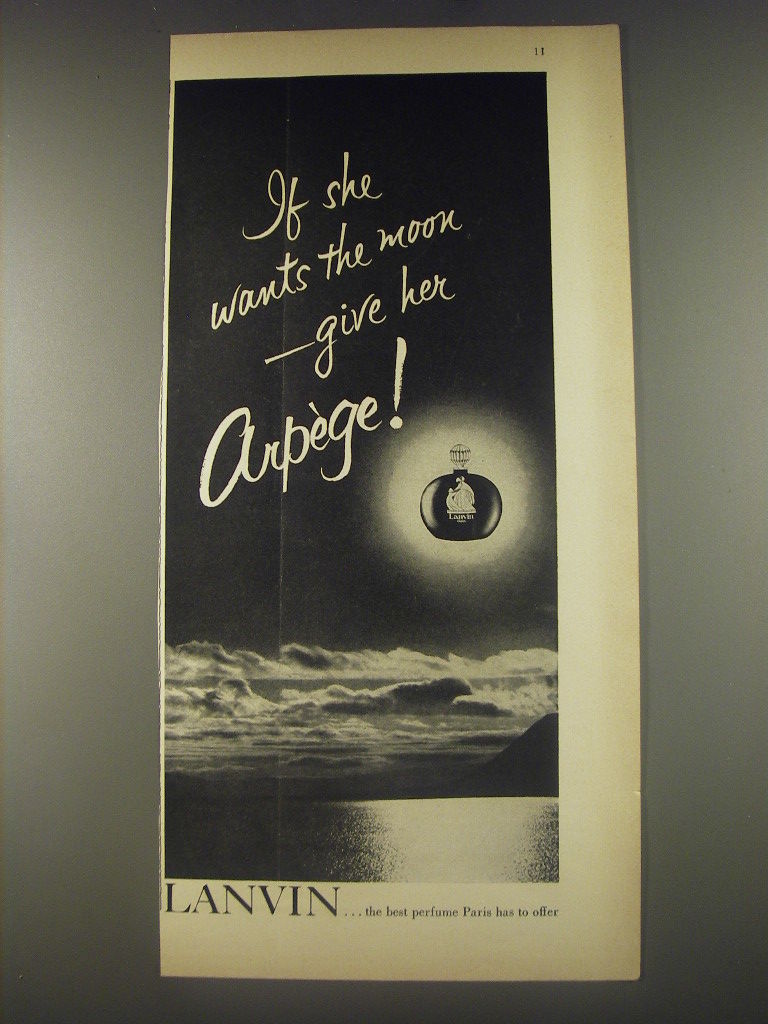 11
If she
wants the moon
—give her
Arpège!
Lanvin
LANVIN ... the best perfume Paris has to offer